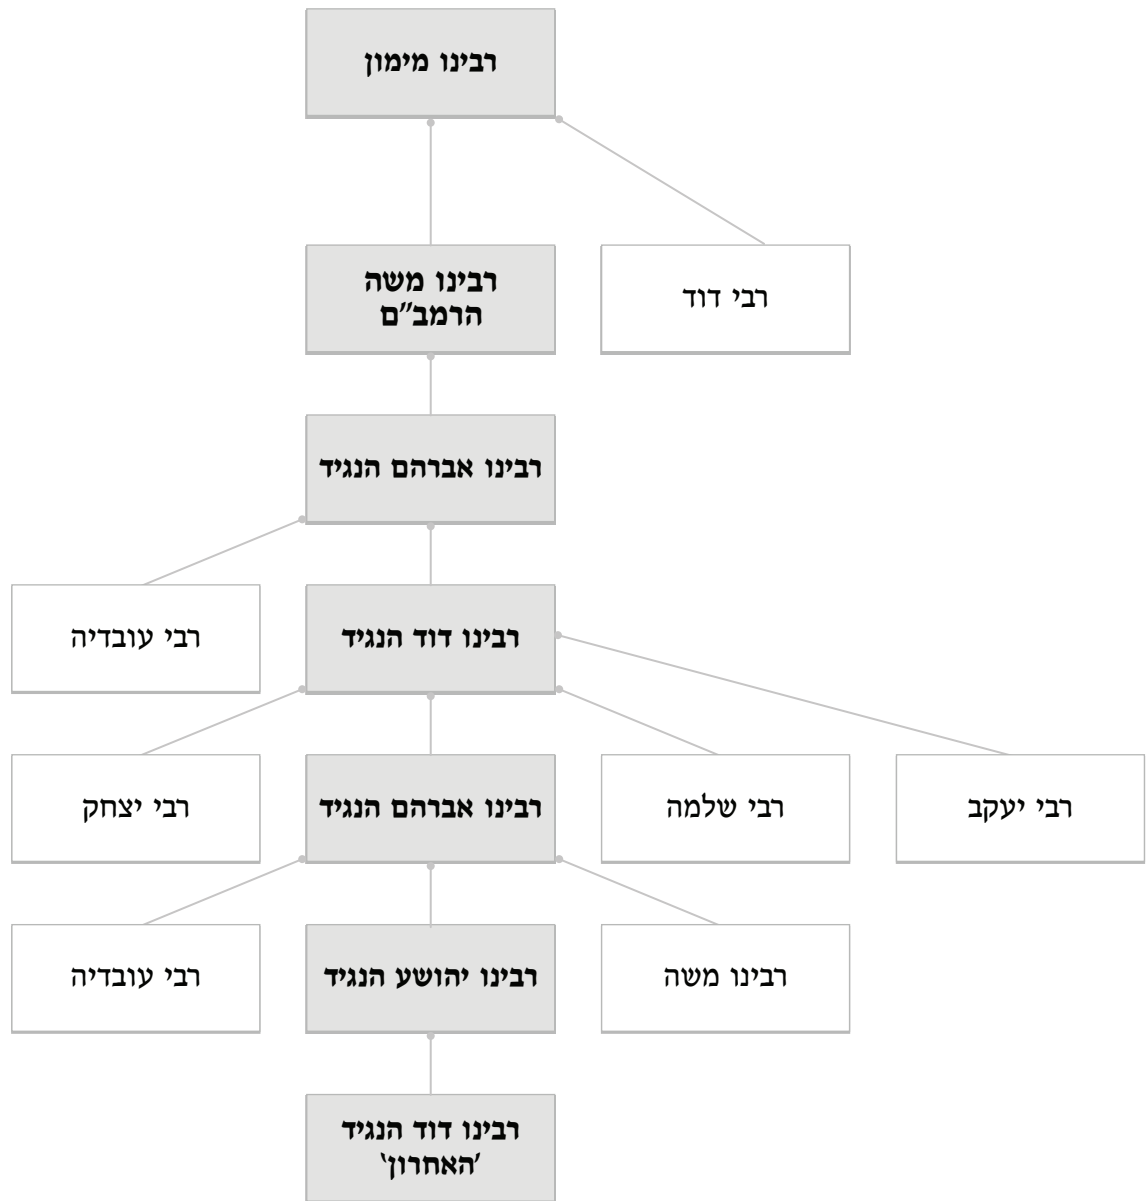 רבינו מימון
רבי דוד
רבינו משה
הרמב"ם
רבינו אברהם הנגיד
רבינו דוד הנגיד
רבי עובדיה
רבי יעקב
רבי שלמה
רבינו אברהם הנגיד
רבי יצחק
רבינו משה
רבינו יהושע הנגיד
רבי עובדיה
רבינו דוד הנגיד
'האחרון'